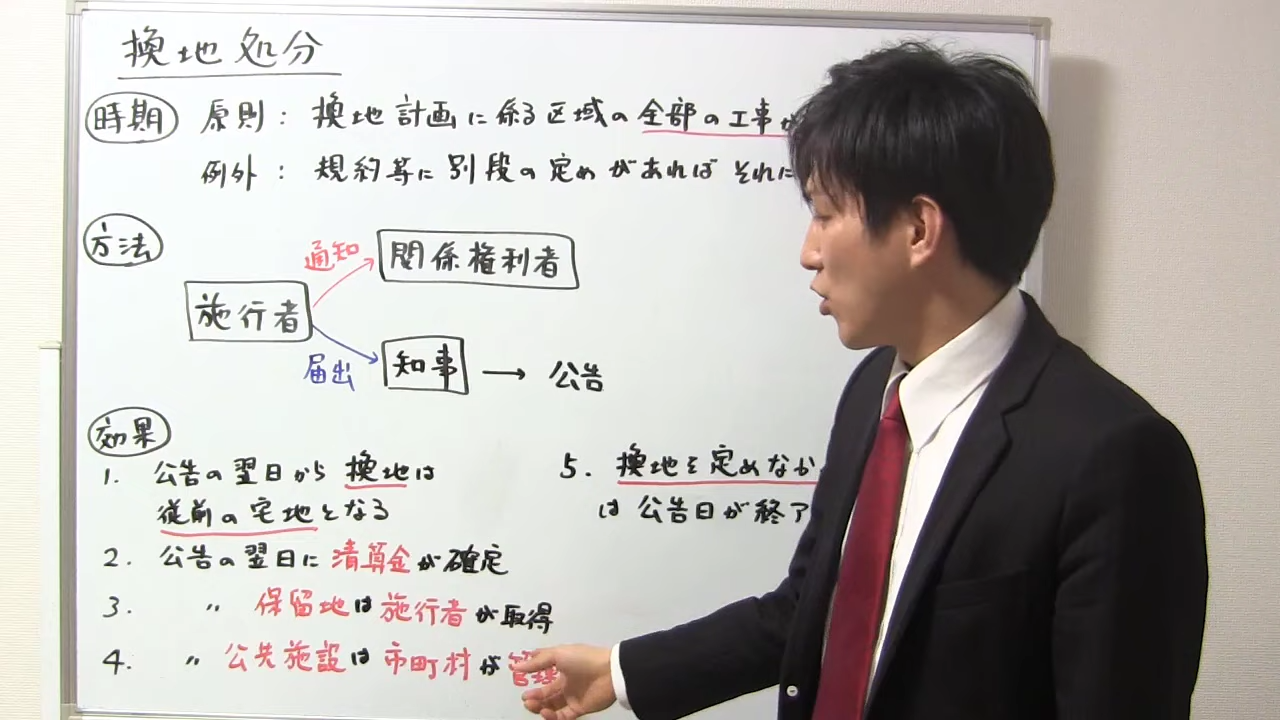 換地処分
時期 原則： 換地計画に係る区域の全部の工事が
例外： 規約等に別段の定めがあれば それに
方法
通知
関係権利者
施行者
届出
知事 → 公告
効果
1. 公告の翌日から 換地は
従前の宅地となる
2. 公告の翌日に 清算金が確定
3. 〃 保留地は施行者が取得
4. 〃 公共施設は市町村が管理
5. 換地を定めなか
は 公告日が終了